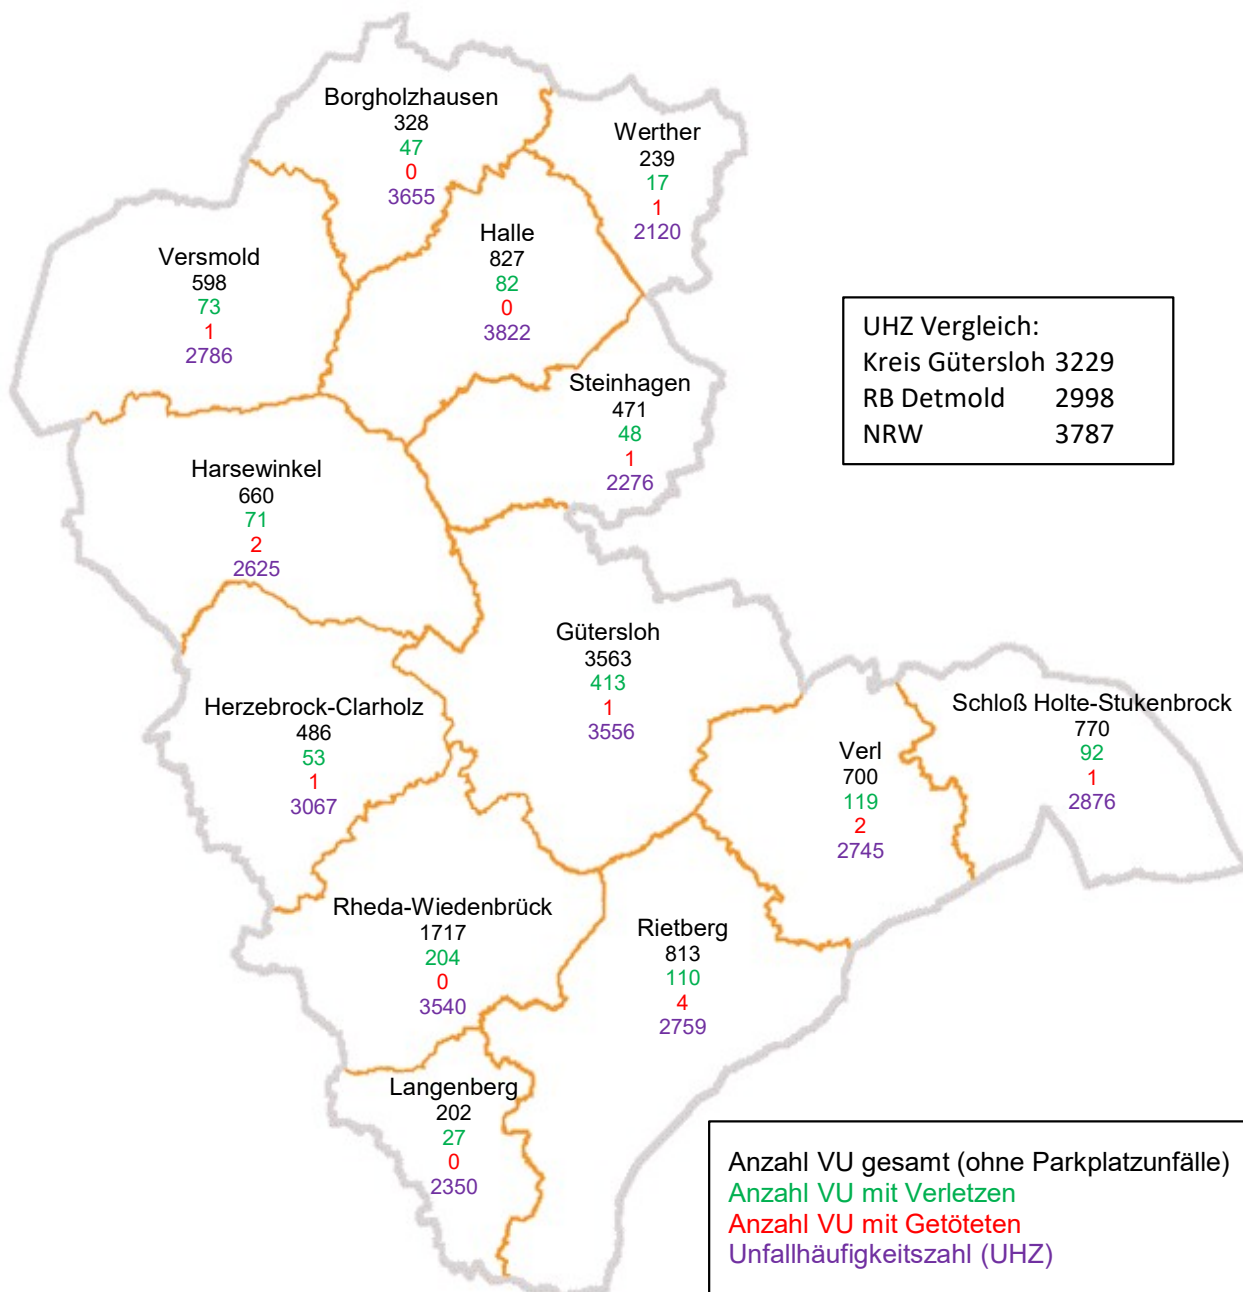 Borgholzhausen
328
47
0
3655
Werther
239
17
1
2120
Halle
827
82
0
3822
Versmold
598
73
1
2786
UHZ Vergleich:
Kreis Gütersloh 3229
RB Detmold 2998
NRW 3787
Steinhagen
471
48
1
2276
Harsewinkel
660
71
2
2625
Gütersloh
3563
413
1
3556
Herzebrock-Clarholz
486
53
1
3067
Schloß Holte-Stukenbrock
770
92
1
2876
Verl
700
119
2
2745
Rheda-Wiedenbrück
1717
204
0
3540
Rietberg
813
110
4
2759
Langenberg
202
27
0
2350
Anzahl VU gesamt (ohne Parkplatzunfälle)
Anzahl VU mit Verletzen
Anzahl VU mit Getöteten
Unfallhäufigkeitszahl (UHZ)